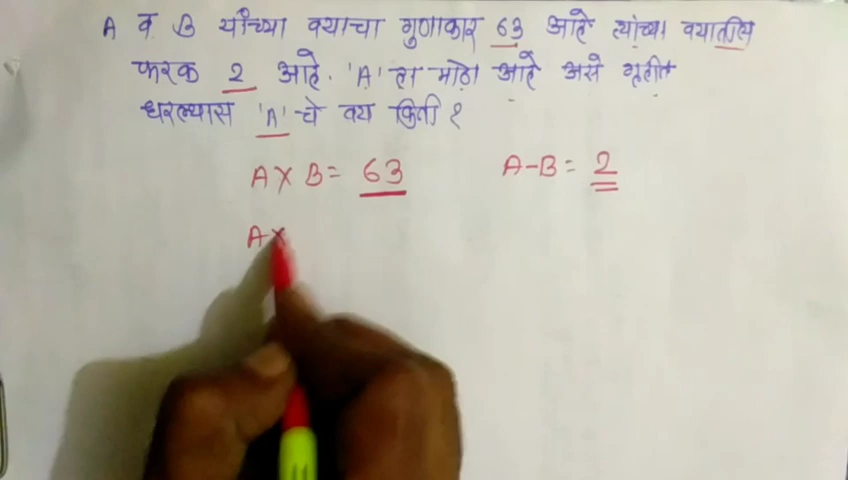 A व B यांच्या वयाचा गुणाकार 63 आहे त्यांच्या वयातील
फरक 2 आहे. 'A' हा मोठा आहे असे गृहीत
धरल्यास 'A' चे वय किती ?
A × B = 63 A-B = 2
A ×